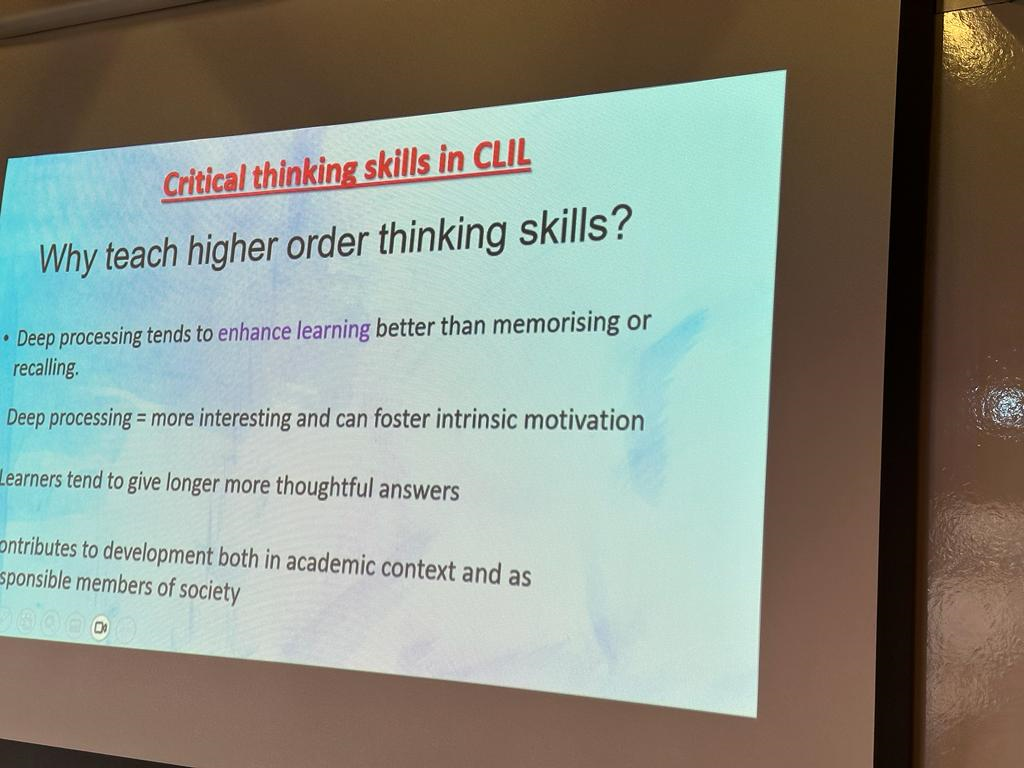 Critical thinking skills in CLIL
Why teach higher order thinking skills?
• Deep processing tends to enhance learning better than memorising or
recalling.
Deep processing = more interesting and can foster intrinsic motivation
Learners tend to give longer more thoughtful answers
ontributes to development both in academic context and as
sponsible members of society